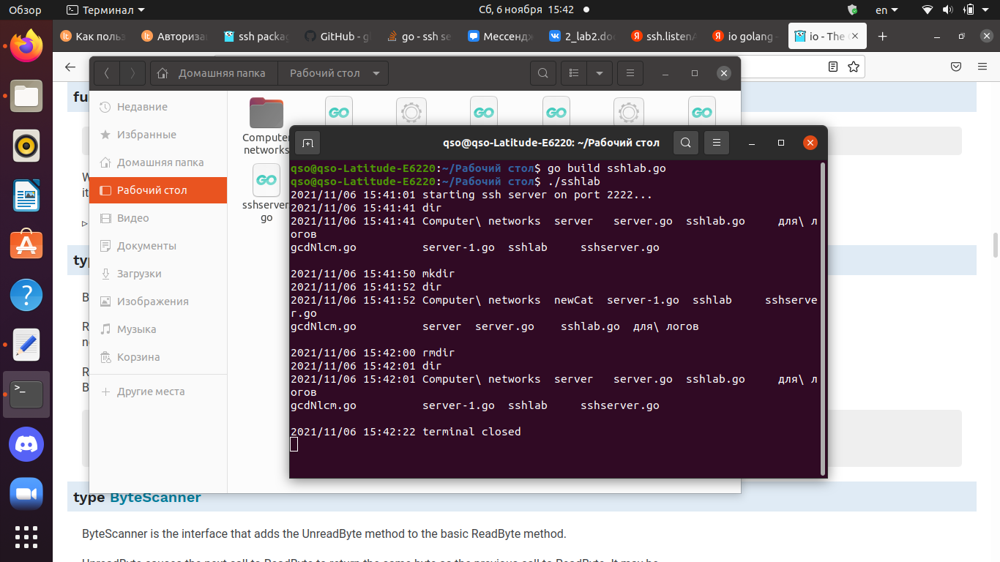 Обзор Терминал Сб, 6 ноября 15:42 en
Как польз Авториза ssh packag GitHub - gl go - ssh se Мессендж 2_lab2.doc ssh.listenA io golang - io - The G
Домашняя папка Рабочий стол
fu
Недавние
Избранные
Домашняя папка
Рабочий стол
Видео
Документы
Загрузки
Изображения
Музыка
Корзина
Другие места
GO GO GO GO
Computer
networks
GO
sshserver.
go
qso@qso-Latitude-E6220: ~/Рабочий стол
qso@qso-Latitude-E6220:~/Рабочий стол$ go build sshlab.go
qso@qso-Latitude-E6220:~/Рабочий стол$ ./sshlab
2021/11/06 15:41:01 starting ssh server on port 2222...
2021/11/06 15:41:41 dir
2021/11/06 15:41:41 Computer\ networks server server.go sshlab.go для\ л
огов
gcdNlcm.go server-1.go sshlab sshserver.go
2021/11/06 15:41:50 mkdir
2021/11/06 15:41:52 dir
2021/11/06 15:41:52 Computer\ networks newCat server-1.go sshlab sshserve
r.go
gcdNlcm.go server server.go sshlab.go для\ логов
2021/11/06 15:42:00 rmdir
2021/11/06 15:42:01 dir
2021/11/06 15:42:01 Computer\ networks server server.go sshlab.go для\ л
огов
gcdNlcm.go server-1.go sshlab sshserver.go
2021/11/06 15:42:22 terminal closed
type ByteScanner
ByteScanner is the interface that adds the UnreadByte method to the basic ReadByte method.
UnreadByte causes the next call to ReadByte to return the same byte as the previous call to ReadByte. It may be